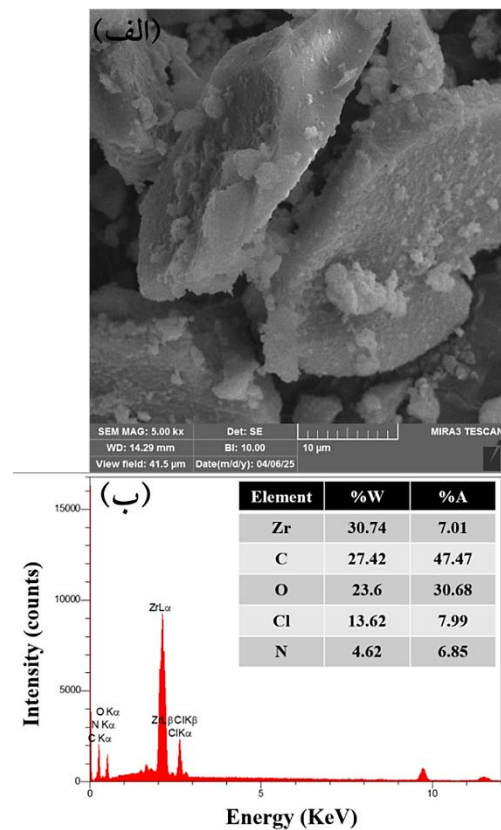 (الف)
SEM MAG: 5.00 kx Det: SE MIRA3 TESCAN
WD: 14.29 mm BI: 10.00 10 µm
View field: 41.5 µm Date(m/d/y): 04/06/25
(ب)
Element %W %A
Zr 30.74 7.01
C 27.42 47.47
O 23.6 30.68
Cl 13.62 7.99
N 4.62 6.85
15000
10000
5000
0
Intensity (counts)
ZrLα
O Kα
N Kα
C Kα
ZrLβ ClKβ
ClKα
0 5 10
Energy (KeV)